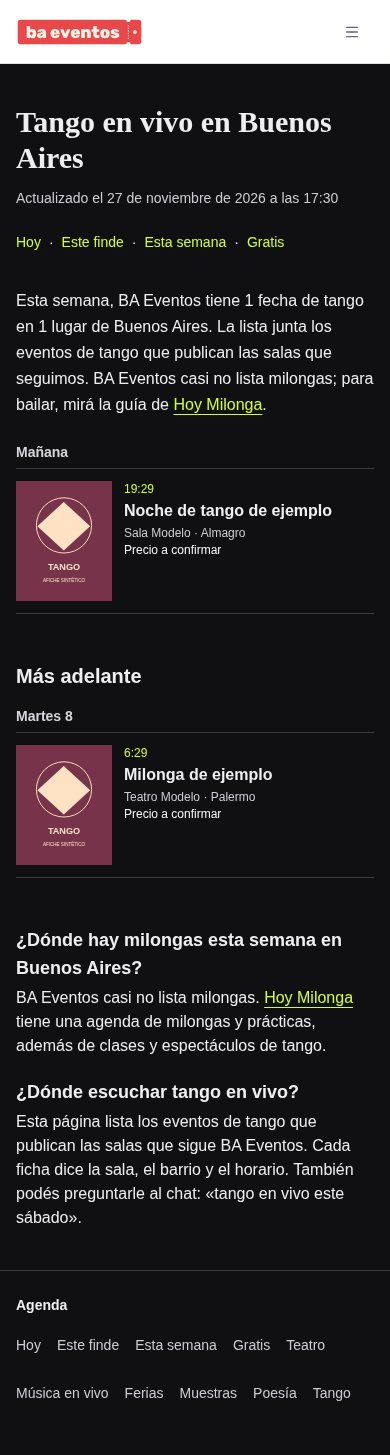 ba eventos
☰
Tango en vivo en Buenos
Aires
Actualizado el 27 de noviembre de 2026 a las 17:30
Hoy · Este finde · Esta semana · Gratis
Esta semana, BA Eventos tiene 1 fecha de tango
en 1 lugar de Buenos Aires. La lista junta los
eventos de tango que publican las salas que
seguimos. BA Eventos casi no lista milongas; para
bailar, mirá la guía de Hoy Milonga.
Mañana
TANGO
AFICHE SINTÉTICO
19:29
Noche de tango de ejemplo
Sala Modelo · Almagro
Precio a confirmar
Más adelante
Martes 8
TANGO
AFICHE SINTÉTICO
6:29
Milonga de ejemplo
Teatro Modelo · Palermo
Precio a confirmar
¿Dónde hay milongas esta semana en
Buenos Aires?
BA Eventos casi no lista milongas. Hoy Milonga
tiene una agenda de milongas y prácticas,
además de clases y espectáculos de tango.
¿Dónde escuchar tango en vivo?
Esta página lista los eventos de tango que
publican las salas que sigue BA Eventos. Cada
ficha dice la sala, el barrio y el horario. También
podés preguntarle al chat: «tango en vivo este
sábado».
Agenda
Hoy Este finde Esta semana Gratis Teatro
Música en vivo Ferias Muestras Poesía Tango